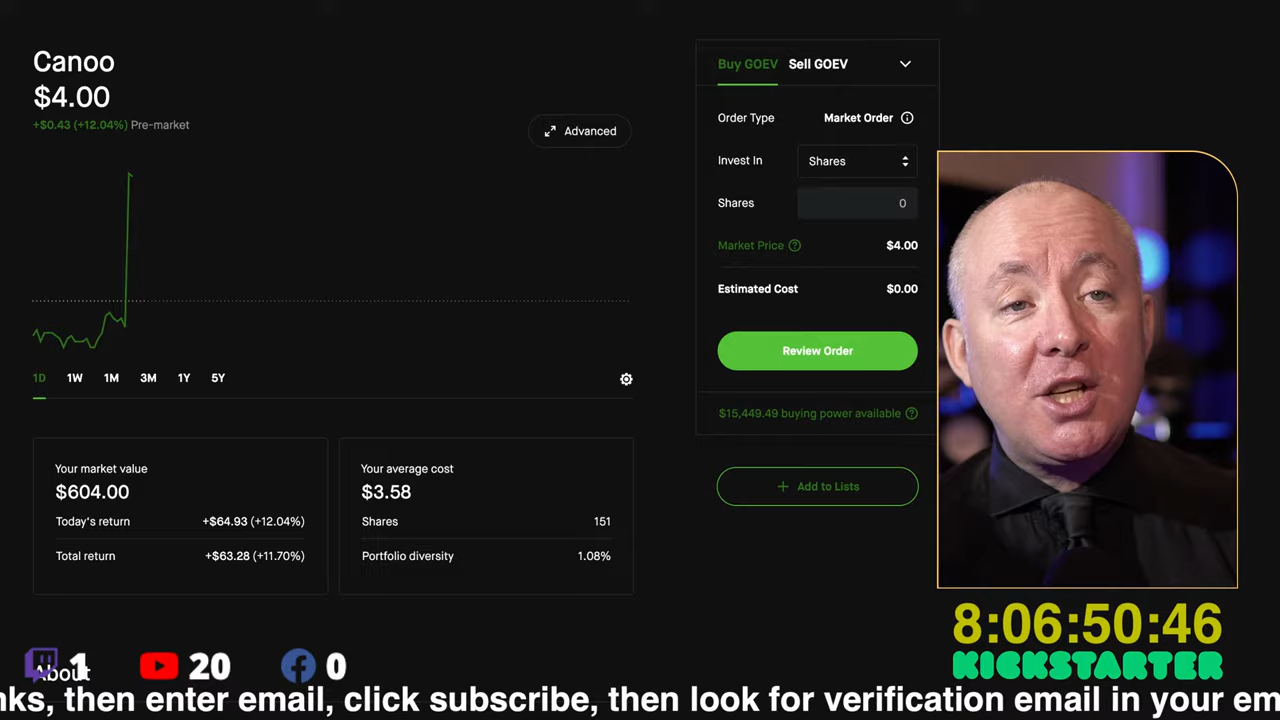 Canoo
$4.00
+$0.43 (+12.04%) Pre-market
Advanced
1D 1W 1M 3M 1Y 5Y
Your market value
$604.00
Today's return +$64.93 (+12.04%)
Total return +$63.28 (+11.70%)
Your average cost
$3.58
Shares 151
Portfolio diversity 1.08%
Buy GOEV Sell GOEV
Order Type Market Order
Invest In Shares
Shares 0
Market Price $4.00
Estimated Cost $0.00
Review Order
$15,449.49 buying power available
+ Add to Lists
8:06:50:46
KICKSTARTER
About
1 20 0
nks, then enter email, click subscribe, then look for verification email in your em